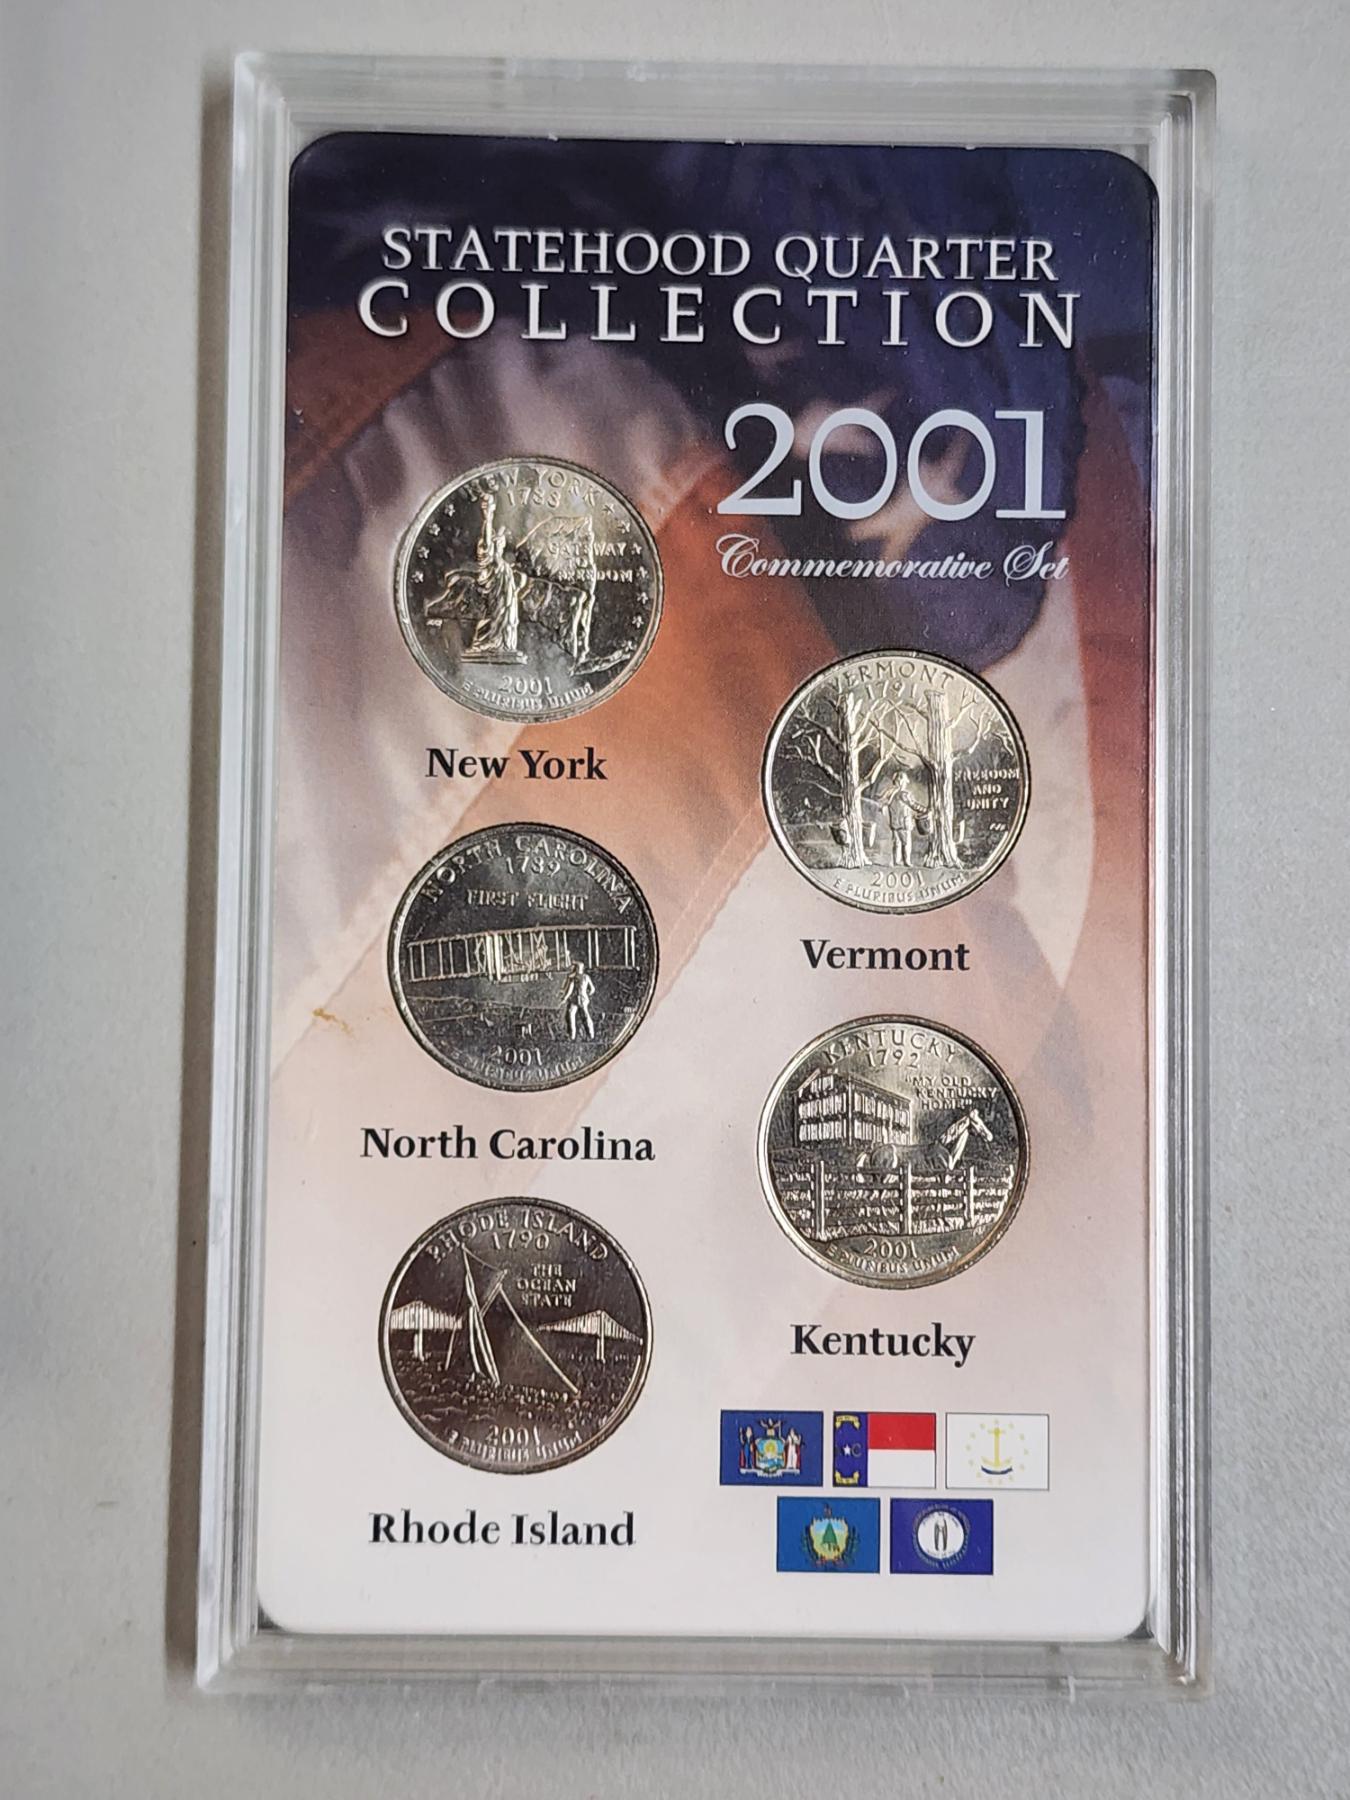 STATEHOOD QUARTER
COLLECTION
2001
Commemorative Set
NEW YORK
1788
GATEWAY
TO
FREEDOM
2001
E PLURIBUS UNUM
New York
VERMONT
1791
FREEDOM
AND
UNITY
2001
E PLURIBUS UNUM
Vermont
NORTH CAROLINA
1789
FIRST FLIGHT
2001
E PLURIBUS UNUM
North Carolina
KENTUCKY
1792
"MY OLD
KENTUCKY
HOME"
2001
E PLURIBUS UNUM
Kentucky
RHODE ISLAND
1790
THE
OCEAN
STATE
2001
E PLURIBUS UNUM
Rhode Island